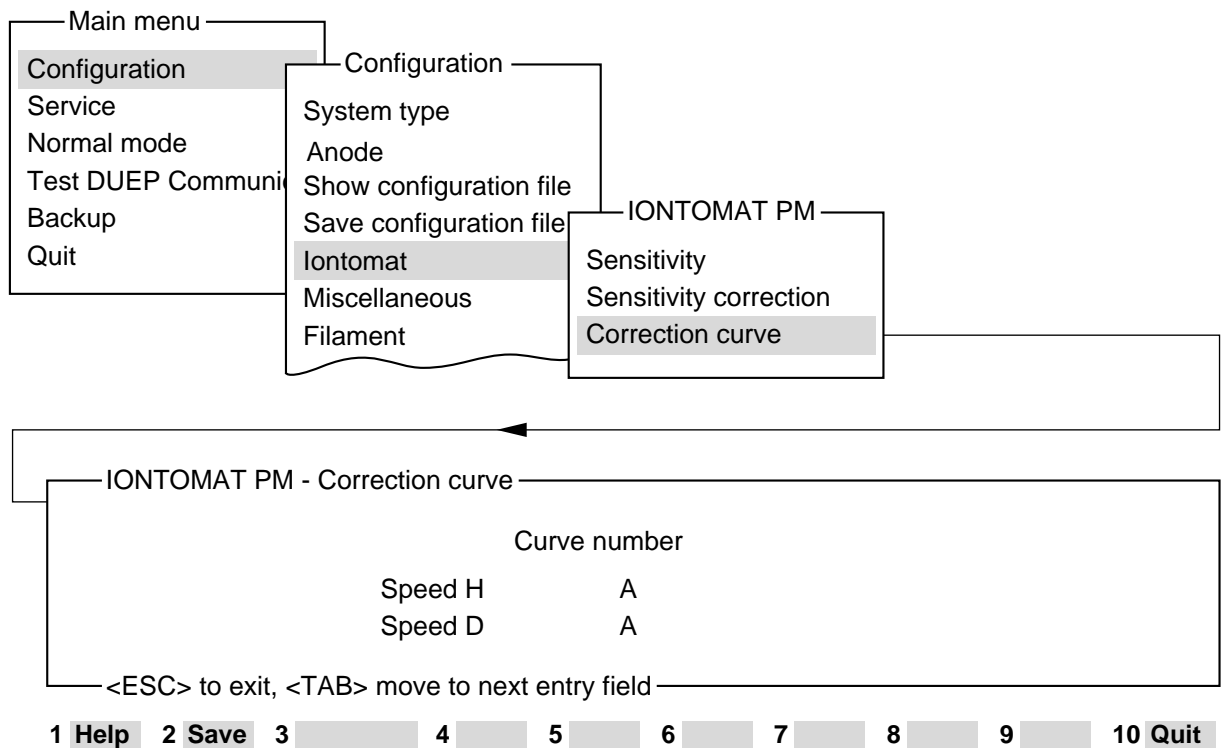 Main menu
Configuration
Service
Normal mode
Test DUEP Communi
Backup
Quit
Configuration
System type
Anode
Show configuration file
Save configuration file
Iontomat
Miscellaneous
Filament
IONTOMAT PM
Sensitivity
Sensitivity correction
Correction curve
IONTOMAT PM - Correction curve
Curve number
Speed H A
Speed D A
<ESC> to exit, <TAB> move to next entry field
1 Help 2 Save 3 4 5 6 7 8 9 10 Quit